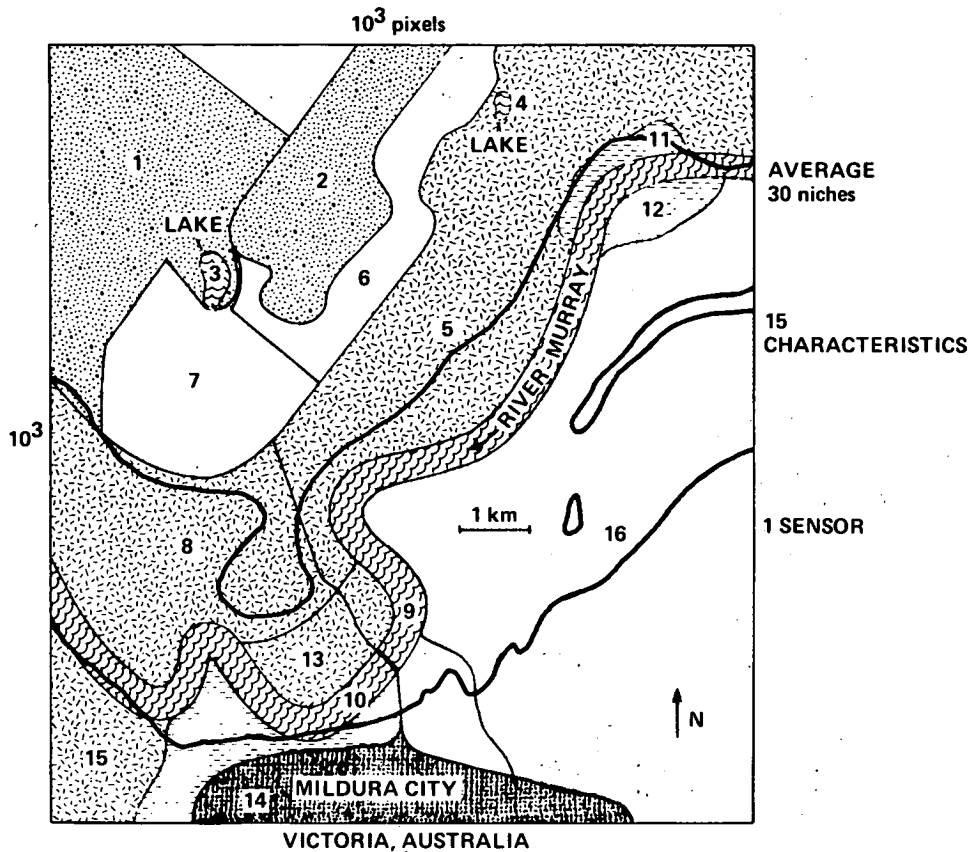 10³ pixels
4
LAKE
1
2
11
AVERAGE
30 niches
12
LAKE
3
6
5
15
CHARACTERISTICS
RIVER MURRAY
7
10³
1 km
16
1 SENSOR
8
9
13
10
N
15
14
MILDURA CITY
VICTORIA, AUSTRALIA